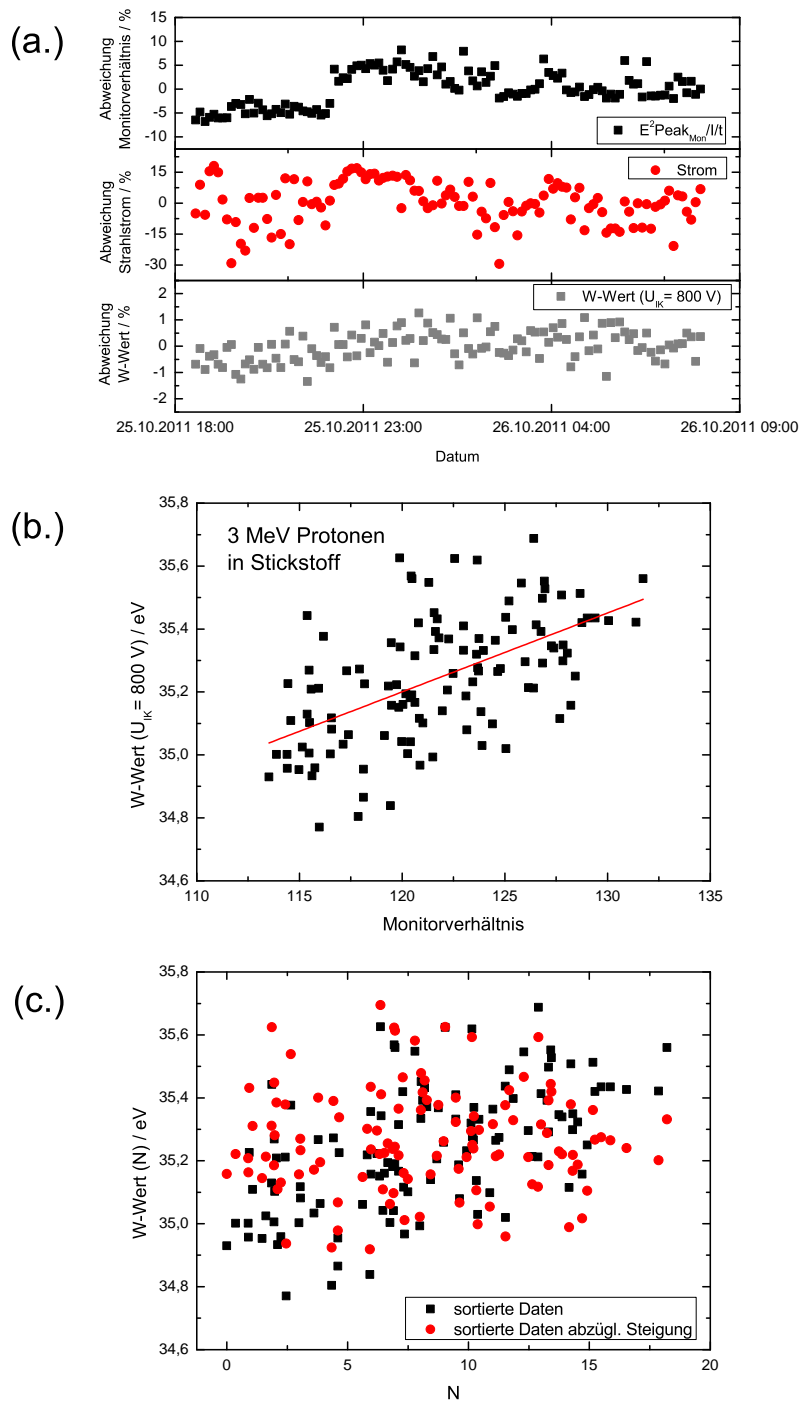 (a.)
15
10
5
0
-5
-10
Abweichung
Monitorverhältnis / %
E²Peak_Mon/I/t
15
0
-15
-30
Abweichung
Strahlstrom / %
Strom
2
1
0
-1
-2
Abweichung
W-Wert / %
W-Wert (U_IK = 800 V)
25.10.2011 18:00 25.10.2011 23:00 26.10.2011 04:00 26.10.2011 09:00
Datum
(b.)
35,8
35,6
35,4
35,2
35,0
34,8
34,6
W-Wert (U_IK = 800 V) / eV
3 MeV Protonen
in Stickstoff
110 115 120 125 130 135
Monitorverhältnis
(c.)
35,8
35,6
35,4
35,2
35,0
34,8
34,6
W-Wert (N) / eV
sortierte Daten
sortierte Daten abzügl. Steigung
0 5 10 15 20
N